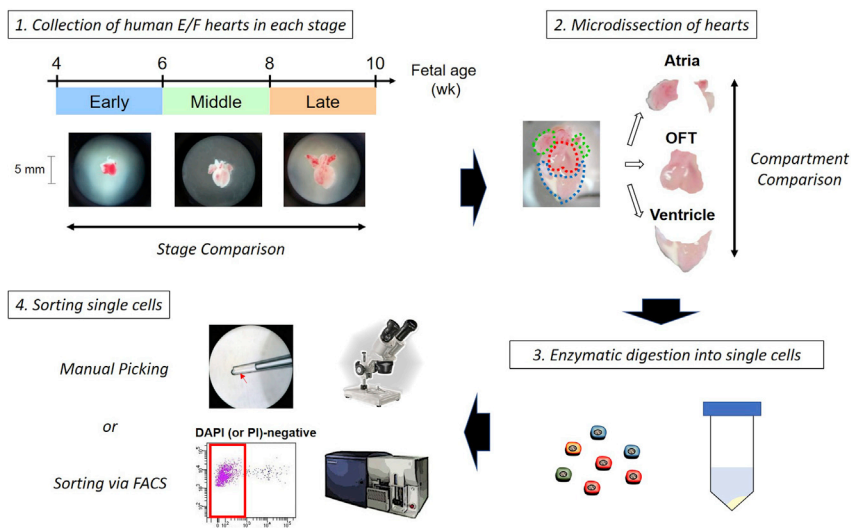 1. Collection of human E/F hearts in each stage
4 6 8 10
Fetal age
(wk)
Early Middle Late
5 mm
Stage Comparison
2. Microdissection of hearts
Atria
OFT
Ventricle
Compartment
Comparison
3. Enzymatic digestion into single cells
4. Sorting single cells
Manual Picking
or
Sorting via FACS
DAPI (or PI)-negative